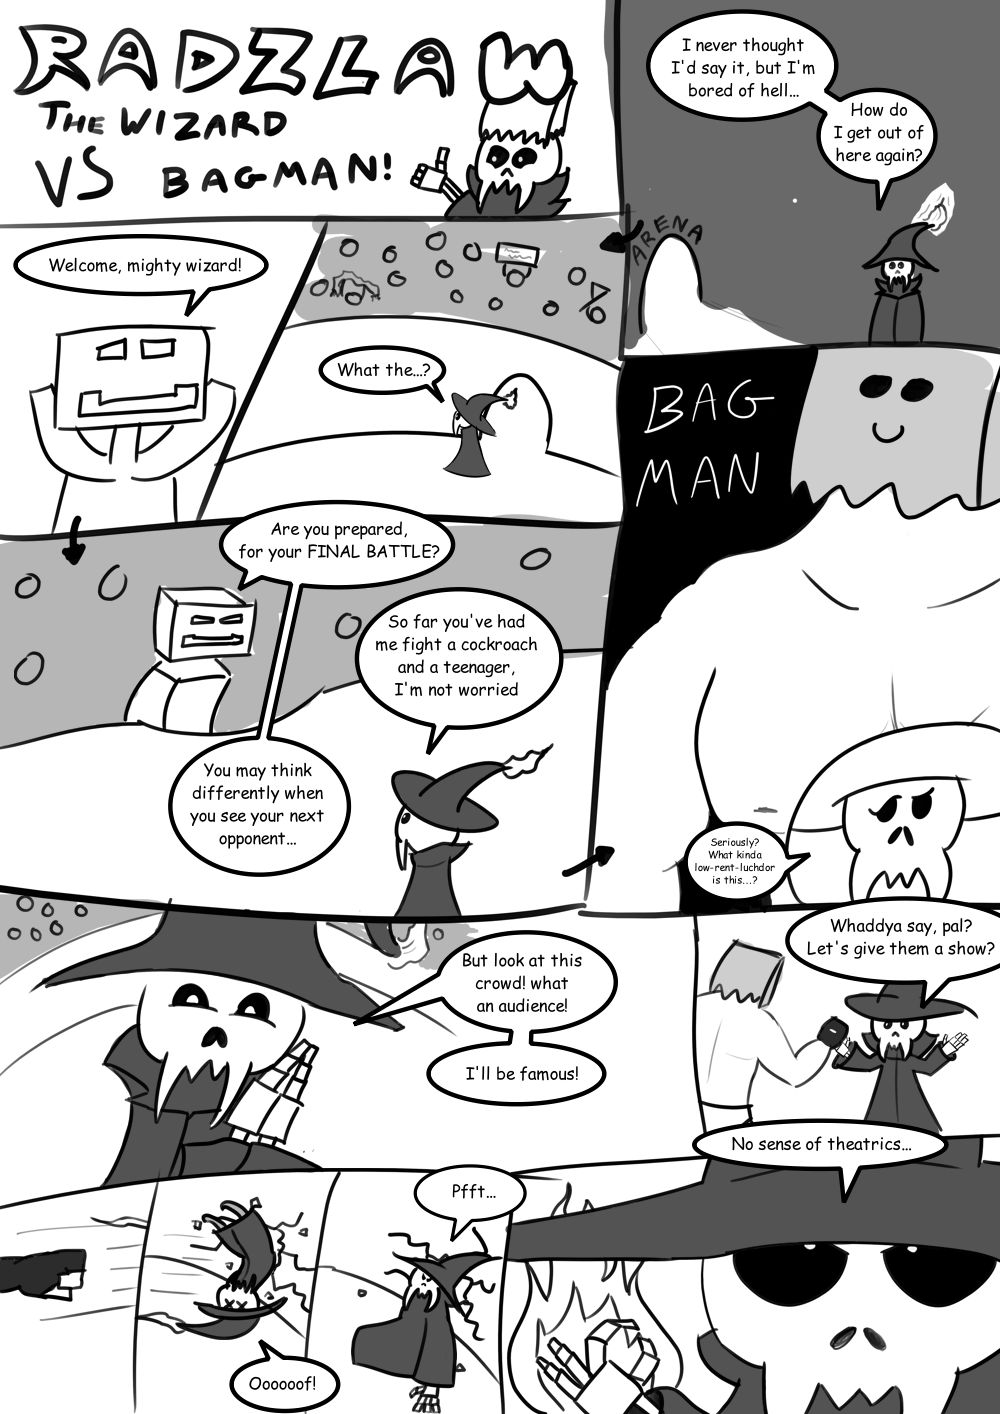 RADZLAW
THE WIZARD
VS BAGMAN!
I never thought
I'd say it, but I'm
bored of hell...
How do
I get out of
here again?
ARENA
Welcome, mighty wizard!
What the...?
Are you prepared,
for your FINAL BATTLE?
So far you've had
me fight a cockroach
and a teenager,
I'm not worried
You may think
differently when
you see your next
opponent...
BAG
MAN
Seriously?
What kinda
low-rent-luchdor
is this...?
But look at this
crowd! what
an audience!
I'll be famous!
Whaddya say, pal?
Let's give them a show?
Oooooof!
Pfft...
No sense of theatrics...